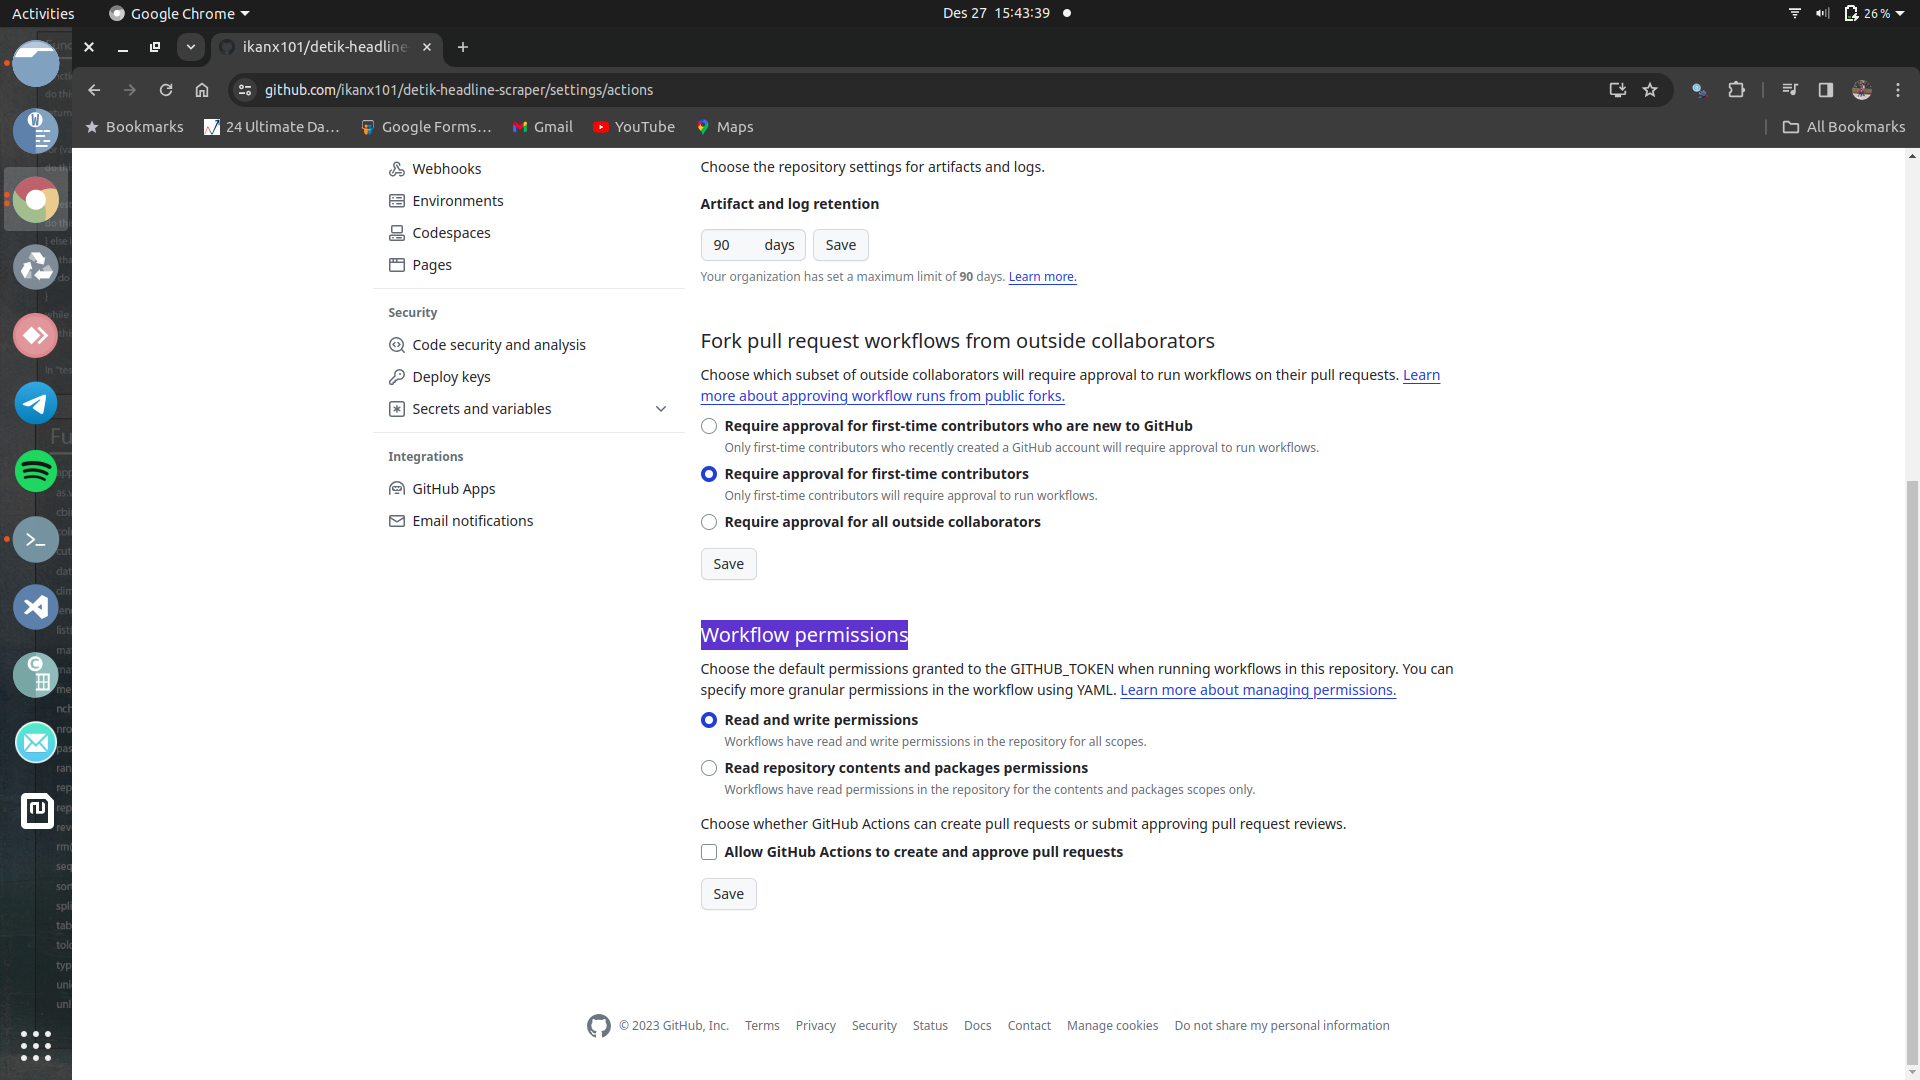 Activities
Google Chrome
Des 27 15:43:39
26 %
ikanx101/detik-headline-
github.com/ikanx101/detik-headline-scraper/settings/actions
Bookmarks
24 Ultimate Da…
Google Forms…
Gmail
YouTube
Maps
All Bookmarks
Webhooks
Environments
Codespaces
Pages
Security
Code security and analysis
Deploy keys
Secrets and variables
Integrations
GitHub Apps
Email notifications
Choose the repository settings for artifacts and logs.
Artifact and log retention
90 days Save
Your organization has set a maximum limit of 90 days. Learn more.
Fork pull request workflows from outside collaborators
Choose which subset of outside collaborators will require approval to run workflows on their pull requests. Learn
more about approving workflow runs from public forks.
Require approval for first-time contributors who are new to GitHub
Only first-time contributors who recently created a GitHub account will require approval to run workflows.
Require approval for first-time contributors
Only first-time contributors will require approval to run workflows.
Require approval for all outside collaborators
Save
Workflow permissions
Choose the default permissions granted to the GITHUB_TOKEN when running workflows in this repository. You can
specify more granular permissions in the workflow using YAML. Learn more about managing permissions.
Read and write permissions
Workflows have read and write permissions in the repository for all scopes.
Read repository contents and packages permissions
Workflows have read permissions in the repository for the contents and packages scopes only.
Choose whether GitHub Actions can create pull requests or submit approving pull request reviews.
Allow GitHub Actions to create and approve pull requests
Save
© 2023 GitHub, Inc.
Terms
Privacy
Security
Status
Docs
Contact
Manage cookies
Do not share my personal information